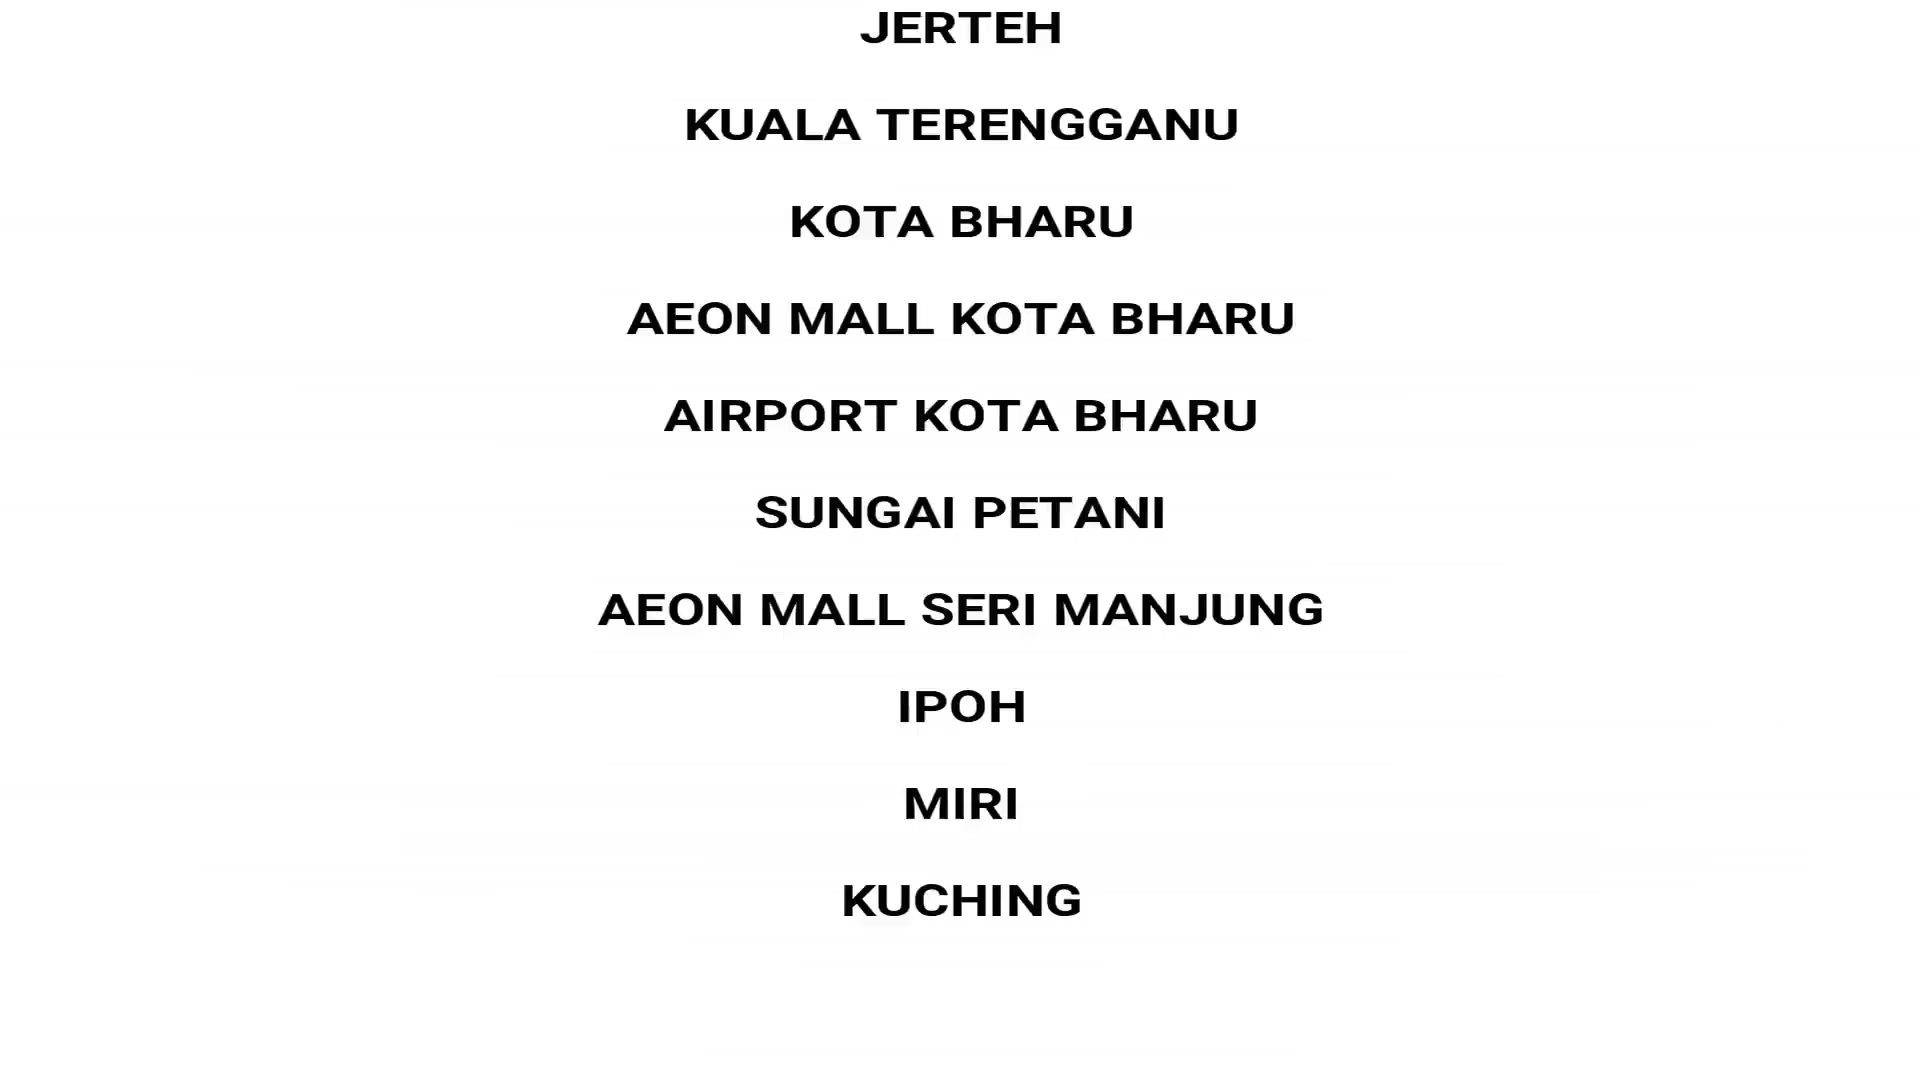 JERTEH
KUALA TERENGGANU
KOTA BHARU
AEON MALL KOTA BHARU
AIRPORT KOTA BHARU
SUNGAI PETANI
AEON MALL SERI MANJUNG
IPOH
MIRI
KUCHING